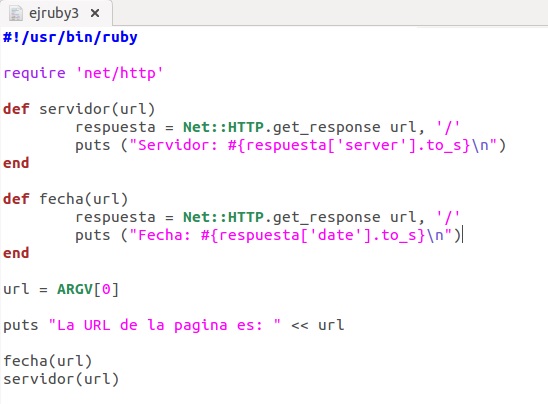 ejruby3 ×
#!/usr/bin/ruby
require 'net/http'
def servidor(url)
        respuesta = Net::HTTP.get_response url, '/'
        puts ("Servidor: #{respuesta['server'].to_s}\n")
end
def fecha(url)
        respuesta = Net::HTTP.get_response url, '/'
        puts ("Fecha: #{respuesta['date'].to_s}\n")
end
url = ARGV[0]
puts "La URL de la pagina es: " << url
fecha(url)
servidor(url)